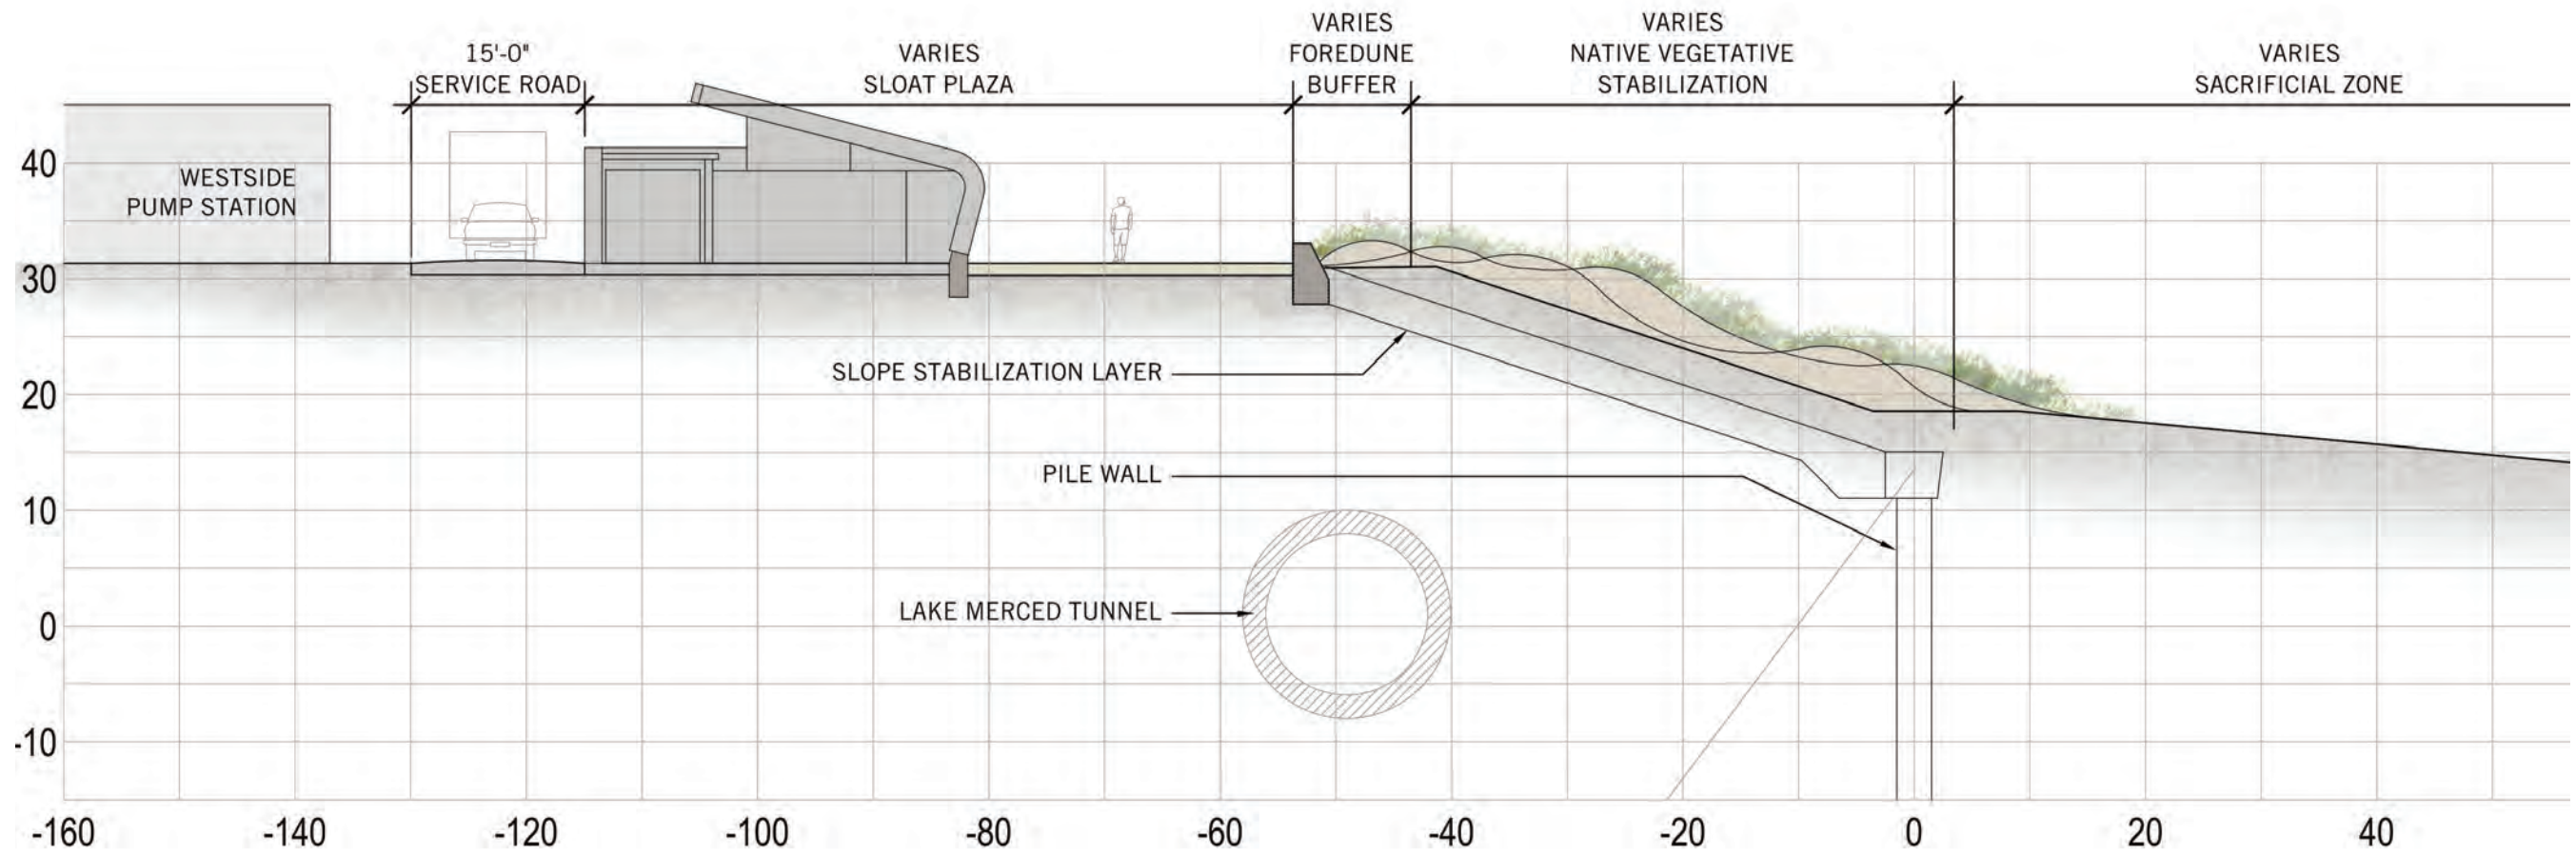 15'-0"
SERVICE ROAD
VARIES
SLOAT PLAZA
VARIES
FOREDUNE
BUFFER
VARIES
NATIVE VEGETATIVE
STABILIZATION
VARIES
SACRIFICIAL ZONE
WESTSIDE
PUMP STATION
SLOPE STABILIZATION LAYER
PILE WALL
LAKE MERCED TUNNEL
40
30
20
10
0
-10
-160
-140
-120
-100
-80
-60
-40
-20
0
20
40